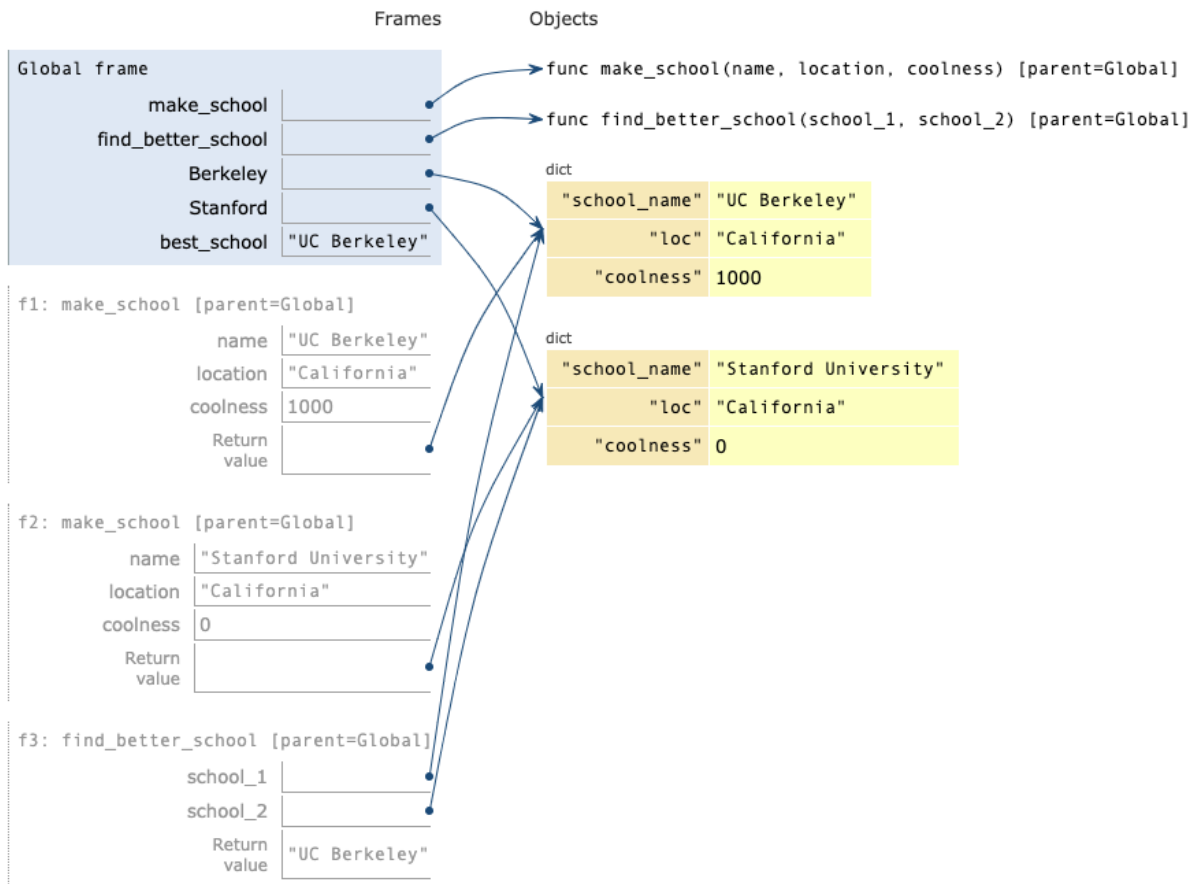 Frames Objects
Global frame
make_school
find_better_school
Berkeley
Stanford
best_school "UC Berkeley"
func make_school(name, location, coolness) [parent=Global]
func find_better_school(school_1, school_2) [parent=Global]
dict
"school_name" "UC Berkeley"
"loc" "California"
"coolness" 1000
dict
"school_name" "Stanford University"
"loc" "California"
"coolness" 0
f1: make_school [parent=Global]
name "UC Berkeley"
location "California"
coolness 1000
Return
value
f2: make_school [parent=Global]
name "Stanford University"
location "California"
coolness 0
Return
value
f3: find_better_school [parent=Global]
school_1
school_2
Return
value "UC Berkeley"